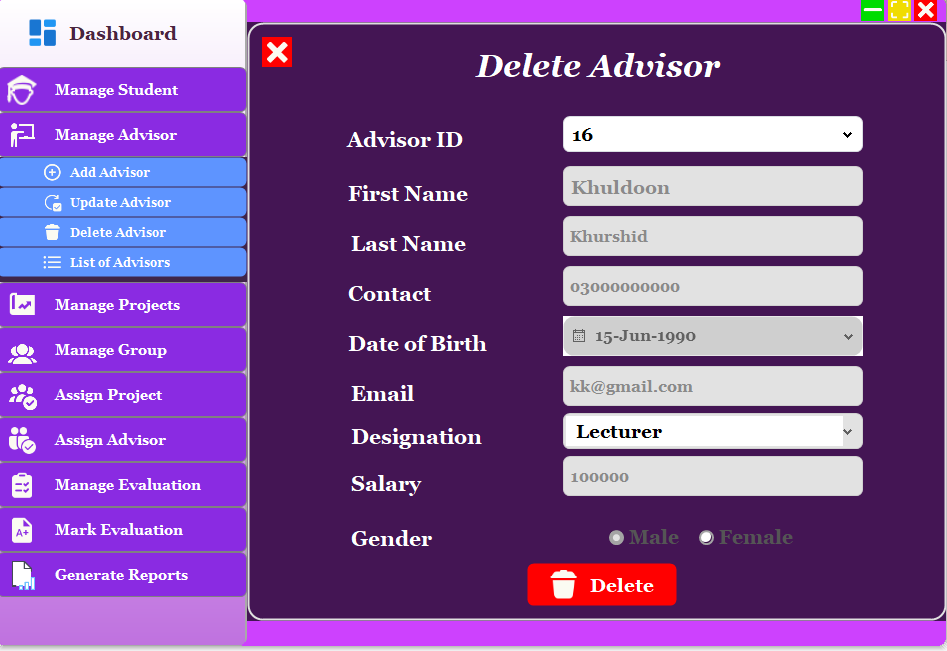 Dashboard
Manage Student
Manage Advisor
Add Advisor
Update Advisor
Delete Advisor
List of Advisors
Manage Projects
Manage Group
Assign Project
Assign Advisor
Manage Evaluation
A+
Mark Evaluation
Generate Reports
Delete Advisor
Advisor ID 16
First Name Khuldoon
Last Name Khurshid
Contact 03000000000
Date of Birth 15-Jun-1990
Email kk@gmail.com
Designation Lecturer
Salary 100000
Gender Male Female
Delete